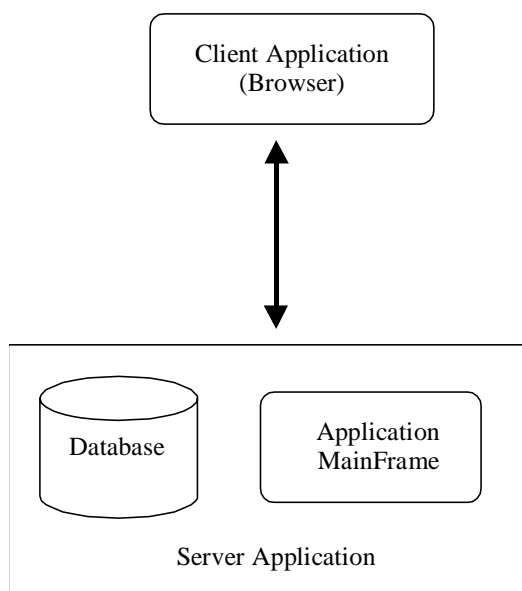 Client Application
(Browser)
Database
Application
MainFrame
Server Application